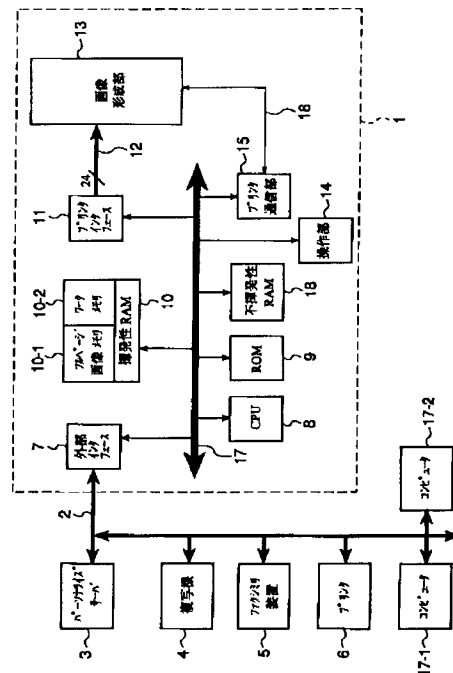 13
画像
形成部
12
24
18
1
11
プリンタ
インタ
フェース
15
プリンタ
通信部
14
操作部
10-2
ワーク
メモリ
10-1
フルページ
画像メモリ
揮発性RAM
10
不揮発性
RAM
18
ROM
9
CPU
8
7
外部
インタ
フェース
17
2
17-2
コンピュータ
パーソナライズ
サーバ
3
複写機
4
ファクシミリ
装置
5
プリンタ
6
コンピュータ
17-1